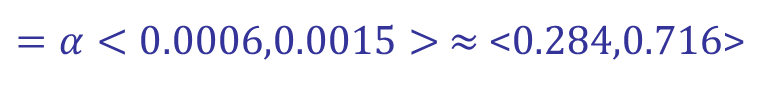 = α < 0.0006,0.0015 > ≈ <0.284,0.716>